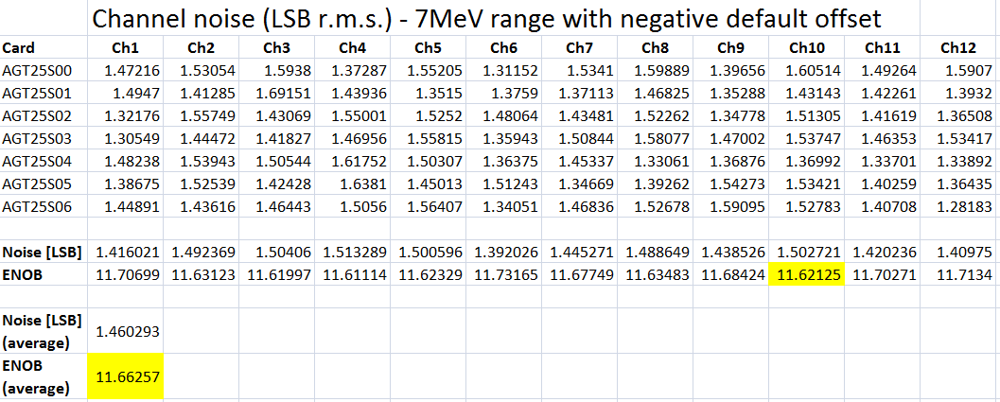 Channel noise (LSB r.m.s.) - 7MeV range with negative default offset
Card Ch1 Ch2 Ch3 Ch4 Ch5 Ch6 Ch7 Ch8 Ch9 Ch10 Ch11 Ch12
AGT25S00 1.47216 1.53054 1.5938 1.37287 1.55205 1.31152 1.5341 1.59889 1.39656 1.60514 1.49264 1.5907
AGT25S01 1.4947 1.41285 1.69151 1.43936 1.3515 1.3759 1.37113 1.46825 1.35288 1.43143 1.42261 1.3932
AGT25S02 1.32176 1.55749 1.43069 1.55001 1.5252 1.48064 1.43481 1.52262 1.34778 1.51305 1.41619 1.36508
AGT25S03 1.30549 1.44472 1.41827 1.46956 1.55815 1.35943 1.50844 1.58077 1.47002 1.53747 1.46353 1.53417
AGT25S04 1.48238 1.53943 1.50544 1.61752 1.50307 1.36375 1.45337 1.33061 1.36876 1.36992 1.33701 1.33892
AGT25S05 1.38675 1.52539 1.42428 1.6381 1.45013 1.51243 1.34669 1.39262 1.54273 1.53421 1.40259 1.36435
AGT25S06 1.44891 1.43616 1.46443 1.5056 1.56407 1.34051 1.46836 1.52678 1.59095 1.52783 1.40708 1.28183
Noise [LSB] 1.416021 1.492369 1.50406 1.513289 1.500596 1.392026 1.445271 1.488649 1.438526 1.502721 1.420236 1.40975
ENOB 11.70699 11.63123 11.61997 11.61114 11.62329 11.73165 11.67749 11.63483 11.68424 11.62125 11.70271 11.7134
Noise [LSB]
(average) 1.460293
ENOB
(average) 11.66257